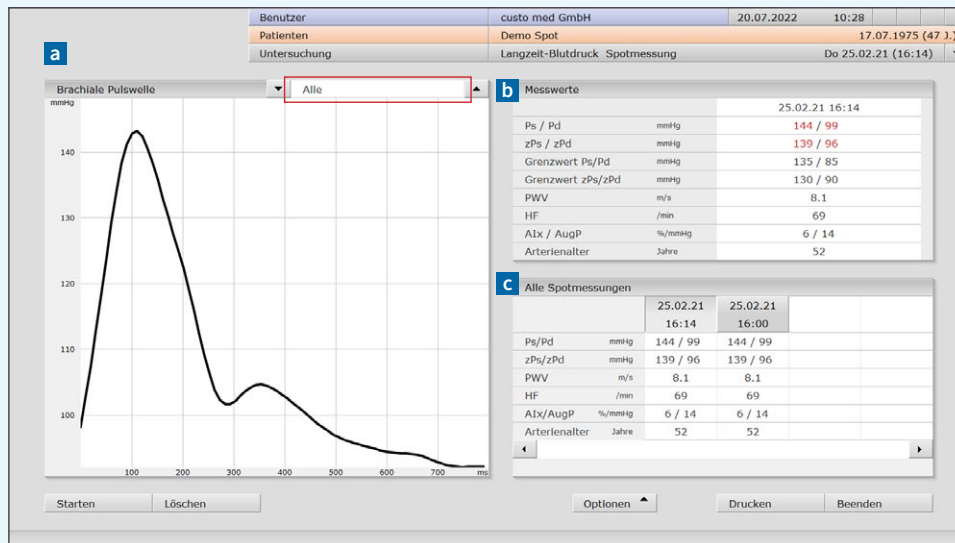 Benutzer custo med GmbH 20.07.2022 10:28
Patienten Demo Spot 17.07.1975 (47 J.)
Untersuchung Langzeit-Blutdruck Spotmessung Do 25.02.21 (16:14)
a
Brachiale Pulswelle Alle
mmHg
140
130
120
110
100
100 200 300 400 500 600 700 ms
b
Messwerte
25.02.21 16:14
Ps / Pd mmHg 144 / 99
zPs / zPd mmHg 139 / 96
Grenzwert Ps/Pd mmHg 135 / 85
Grenzwert zPs/zPd mmHg 130 / 90
PWV m/s 8.1
HF /min 69
AIx / AugP %/mmHg 6 / 14
Arterienalter Jahre 52
c
Alle Spotmessungen
25.02.21 25.02.21
16:14 16:00
Ps/Pd mmHg 144 / 99 144 / 99
zPs/zPd mmHg 139 / 96 139 / 96
PWV m/s 8.1 8.1
HF /min 69 69
AIx/AugP %/mmHg 6 / 14 6 / 14
Arterienalter Jahre 52 52
Starten Löschen Optionen Drucken Beenden